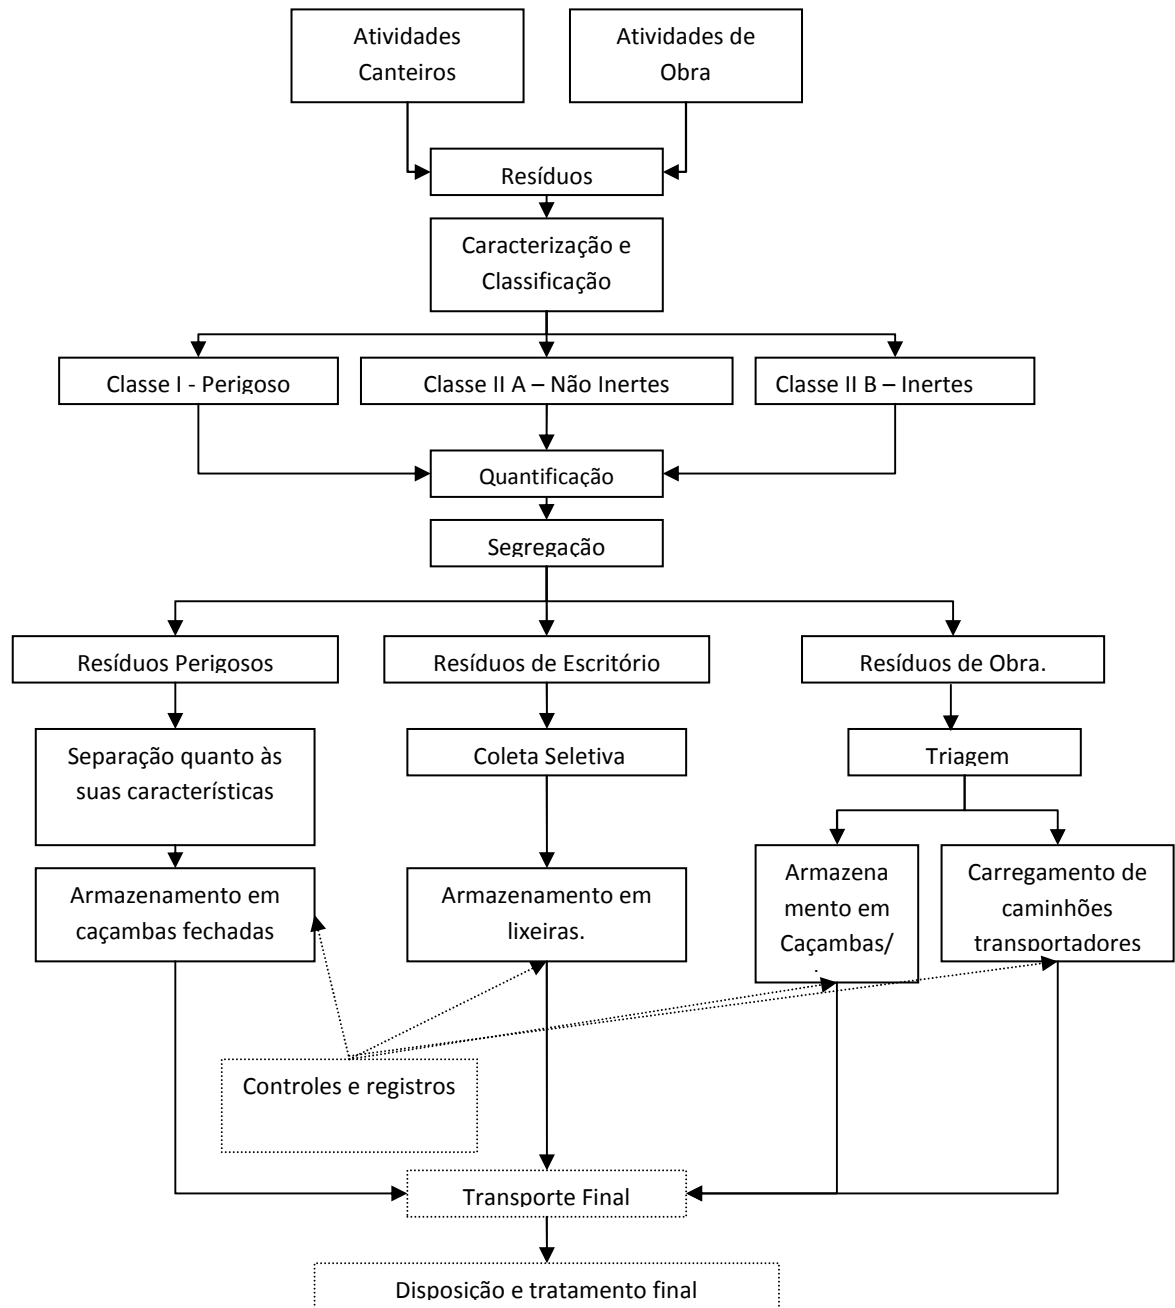 Atividades
Canteiros
Atividades de
Obra
Resíduos
Caracterização e
Classificação
Classe I - Perigoso
Classe II A – Não Inertes
Classe II B – Inertes
Quantificação
Segregação
Resíduos Perigosos
Resíduos de Escritório
Resíduos de Obra.
Separação quanto às
suas características
Coleta Seletiva
Triagem
Armazenamento em
caçambas fechadas
Armazenamento em
lixeiras.
Armazena
mento em
Caçambas/
Carregamento de
caminhões
transportadores
Controles e registros
Transporte Final
Disposição e tratamento final